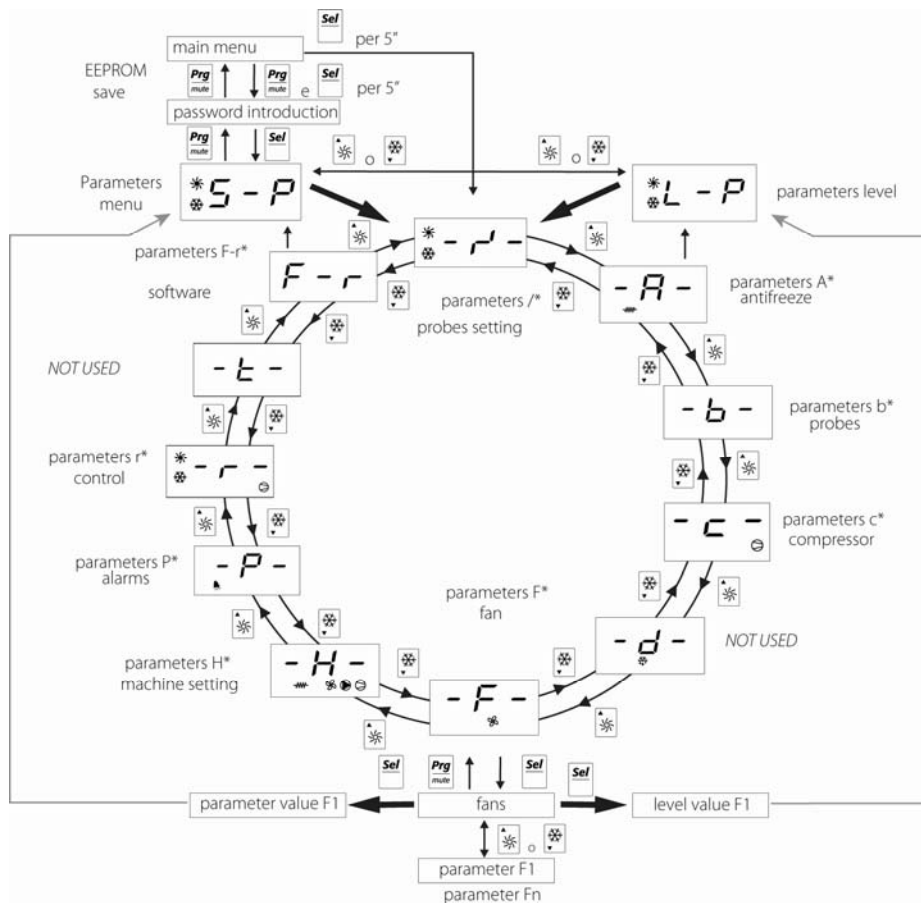 Sel
per 5″
main menu
EEPROM
save
Prg
mute
Prg
mute
e
Sel
per 5″
password introduction
Prg
mute
Sel
o
o
Parameters
menu
S - P
L - P
parameters level
parameters F-r*
software
F - r
- / -
parameters /*
probes setting
- A -
parameters A*
antifreeze
NOT USED
- t -
- b -
parameters b*
probes
parameters r*
control
- r -
- c -
parameters c*
compressor
parameters P*
alarms
- P -
parameters F*
fan
- d -
NOT USED
parameters H*
machine setting
- H -
- F -
Sel
Prg
mute
Sel
Sel
parameter value F1
fans
level value F1
o
parameter F1
parameter Fn